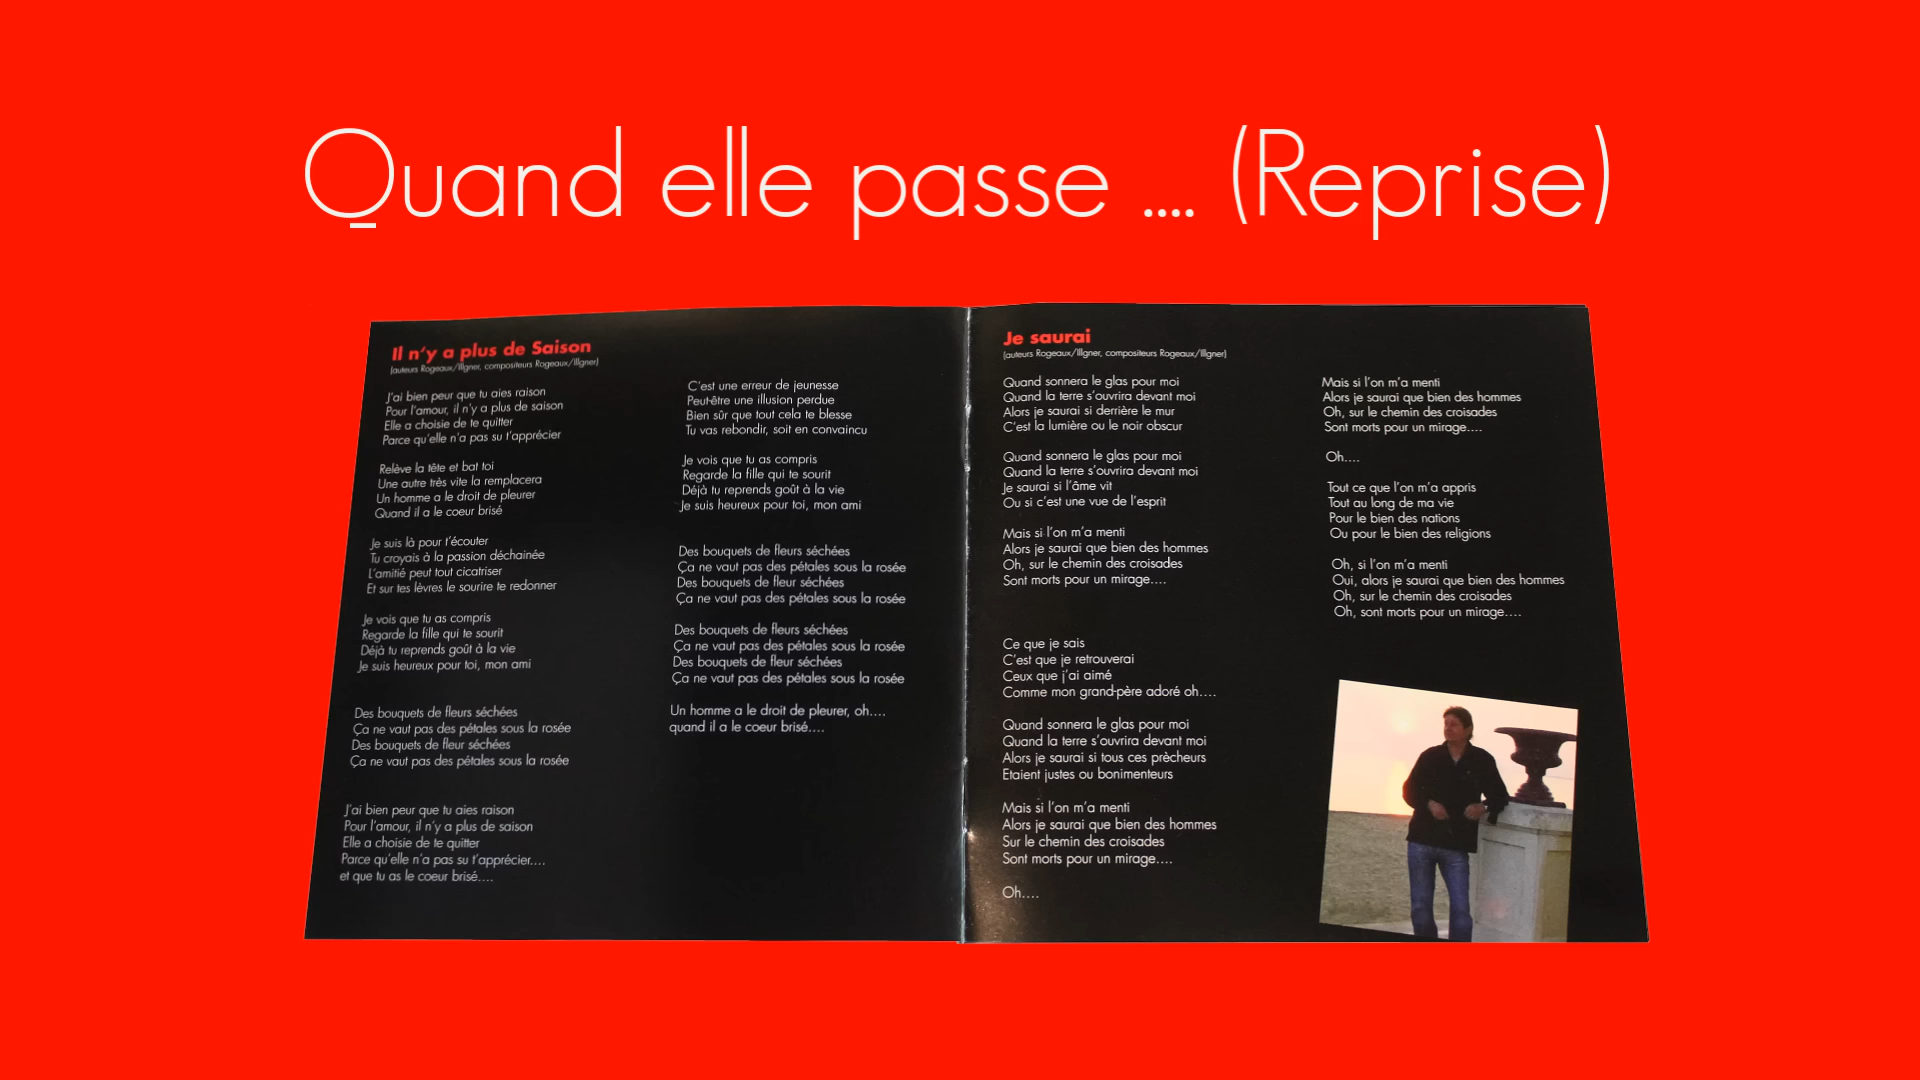 Quand elle passe .... (Reprise)
Il n'y a plus de Saison
(auteurs Rogeaux/Illgner, compositeurs Rogeaux/Illgner)
J'ai bien peur que tu aies raison
Pour l'amour, il n'y a plus de saison
Elle a choisie de te quitter
Parce qu'elle n'a pas su t'apprécier
Relève la tête et bat toi
Une autre très vite la remplacera
Un homme a le droit de pleurer
Quand il a le coeur brisé
Je suis là pour t'écouter
Tu croyais à la passion déchainée
L'amitié peut tout cicatriser
Et sur tes lèvres le sourire te redonner
Je vois que tu as compris
Regarde la fille qui te sourit
Déjà tu reprends goût à la vie
Je suis heureux pour toi, mon ami
Des bouquets de fleurs séchées
Ça ne vaut pas des pétales sous la rosée
Des bouquets de fleur séchées
Ça ne vaut pas des pétales sous la rosée
J'ai bien peur que tu aies raison
Pour l'amour, il n'y a plus de saison
Elle a choisie de te quitter
Parce qu'elle n'a pas su t'apprécier....
et que tu as le coeur brisé....
C'est une erreur de jeunesse
Peut-être une illusion perdue
Bien sûr que tout cela te blesse
Tu vas rebondir, soit en convaincu
Je vois que tu as compris
Regarde la fille qui te sourit
Déjà tu reprends goût à la vie
Je suis heureux pour toi, mon ami
Des bouquets de fleurs séchées
Ça ne vaut pas des pétales sous la rosée
Des bouquets de fleur séchées
Ça ne vaut pas des pétales sous la rosée
Des bouquets de fleurs séchées
Ça ne vaut pas des pétales sous la rosée
Des bouquets de fleur séchées
Ça ne vaut pas des pétales sous la rosée
Un homme a le droit de pleurer, oh....
quand il a le coeur brisé....
Je saurai
(auteurs Rogeaux/Illgner, compositeurs Rogeaux/Illgner)
Quand sonnera le glas pour moi
Quand la terre s'ouvrira devant moi
Alors je saurai si derrière le mur
C'est la lumière ou le noir obscur
Quand sonnera le glas pour moi
Quand la terre s'ouvrira devant moi
Je saurai si l'âme vit
Ou si c'est une vue de l'esprit
Mais si l'on m'a menti
Alors je saurai que bien des hommes
Oh, sur le chemin des croisades
Sont morts pour un mirage....
Ce que je sais
C'est que je retrouverai
Ceux que j'ai aimé
Comme mon grand-père adoré oh....
Quand sonnera le glas pour moi
Quand la terre s'ouvrira devant moi
Alors je saurai si tous ces prècheurs
Etaient justes ou bonimenteurs
Mais si l'on m'a menti
Alors je saurai que bien des hommes
Sur le chemin des croisades
Sont morts pour un mirage....
Oh....
Mais si l'on m'a menti
Alors je saurai que bien des hommes
Oh, sur le chemin des croisades
Sont morts pour un mirage....
Oh....
Tout ce que l'on m'a appris
Tout au long de ma vie
Pour le bien des nations
Ou pour le bien des religions
Oh, si l'on m'a menti
Oui, alors je saurai que bien des hommes
Oh, sur le chemin des croisades
Oh, sont morts pour un mirage....